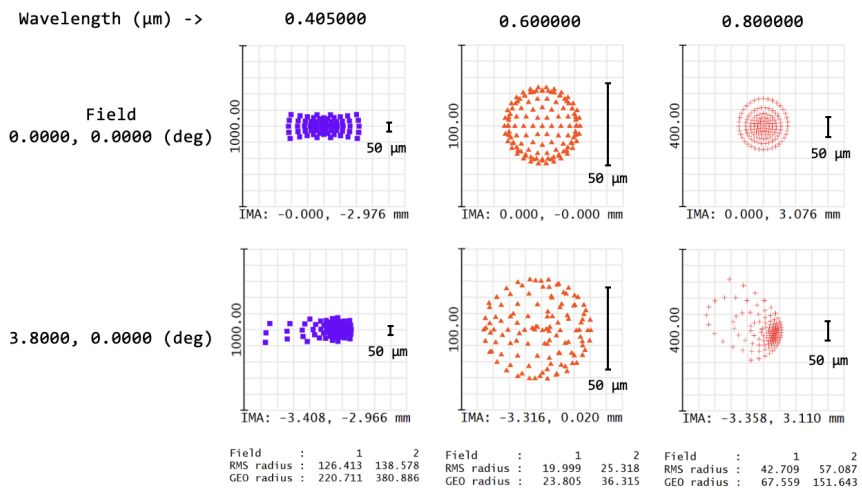 Wavelength (µm) -> 0.405000 0.600000 0.800000
Field
0.0000, 0.0000 (deg)
1000.00 50 µm
100.00 50 µm
400.00 50 µm
IMA: -0.000, -2.976 mm
IMA: 0.000, -0.000 mm
IMA: 0.000, 3.076 mm
3.8000, 0.0000 (deg)
1000.00 50 µm
100.00 50 µm
400.00 50 µm
IMA: -3.408, -2.966 mm
IMA: -3.316, 0.020 mm
IMA: -3.358, 3.110 mm
Field : 1 2
RMS radius : 126.413 138.578
GEO radius : 220.711 380.886
Field : 1 2
RMS radius : 19.999 25.318
GEO radius : 23.805 36.315
Field : 1 2
RMS radius : 42.709 57.087
GEO radius : 67.559 151.643